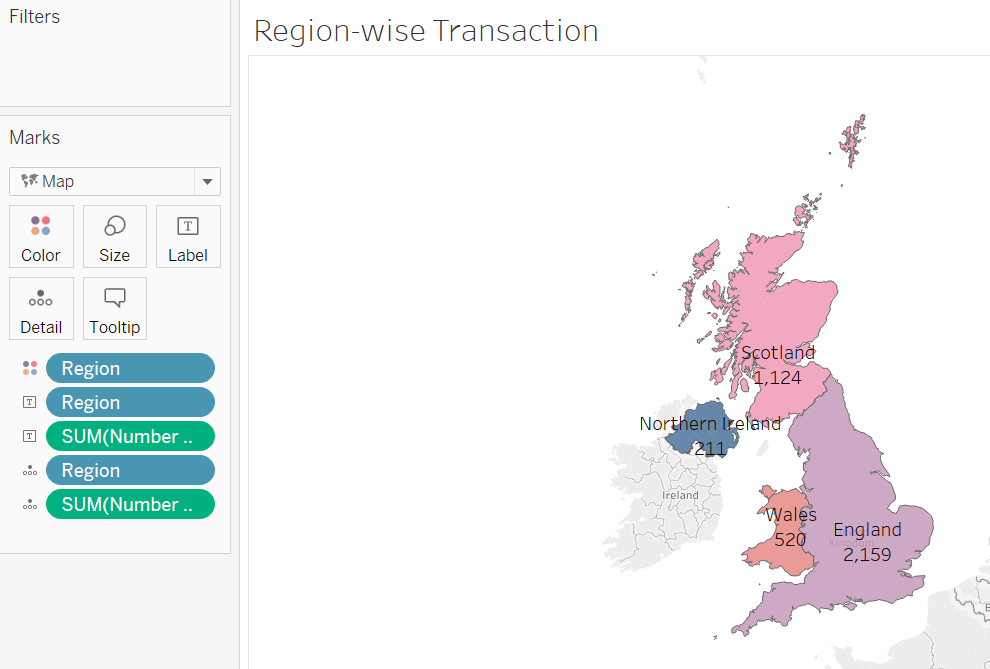 Filters
Marks
Map
Color
Size
Label
Detail
Tooltip
Region
Region
SUM(Number ..
Region
SUM(Number ..
Region-wise Transaction
Scotland
1,124
Northern Ireland
211
Ireland
Wales
520
England
Kingdom
2,159